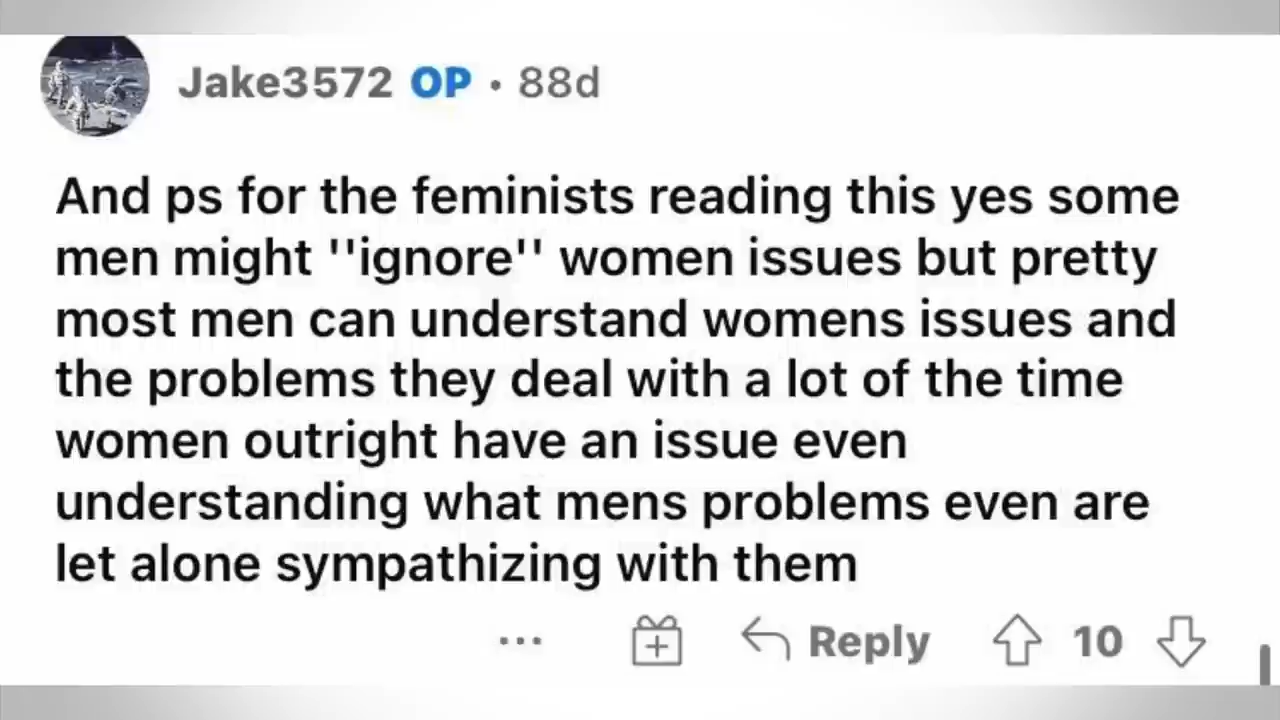 Jake3572 OP • 88d
And ps for the feminists reading this yes some
men might ''ignore'' women issues but pretty
most men can understand womens issues and
the problems they deal with a lot of the time
women outright have an issue even
understanding what mens problems even are
let alone sympathizing with them
... Reply 10